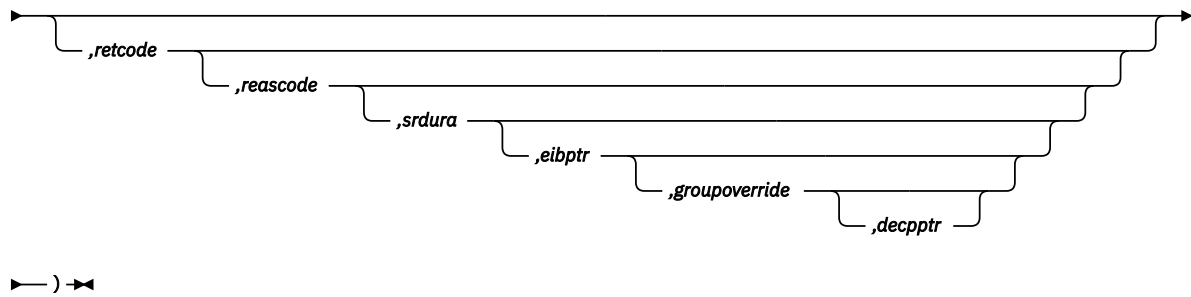 ,retcode
,reascode
,srdura
,eibptr
,groupoverride
,decpptr
)